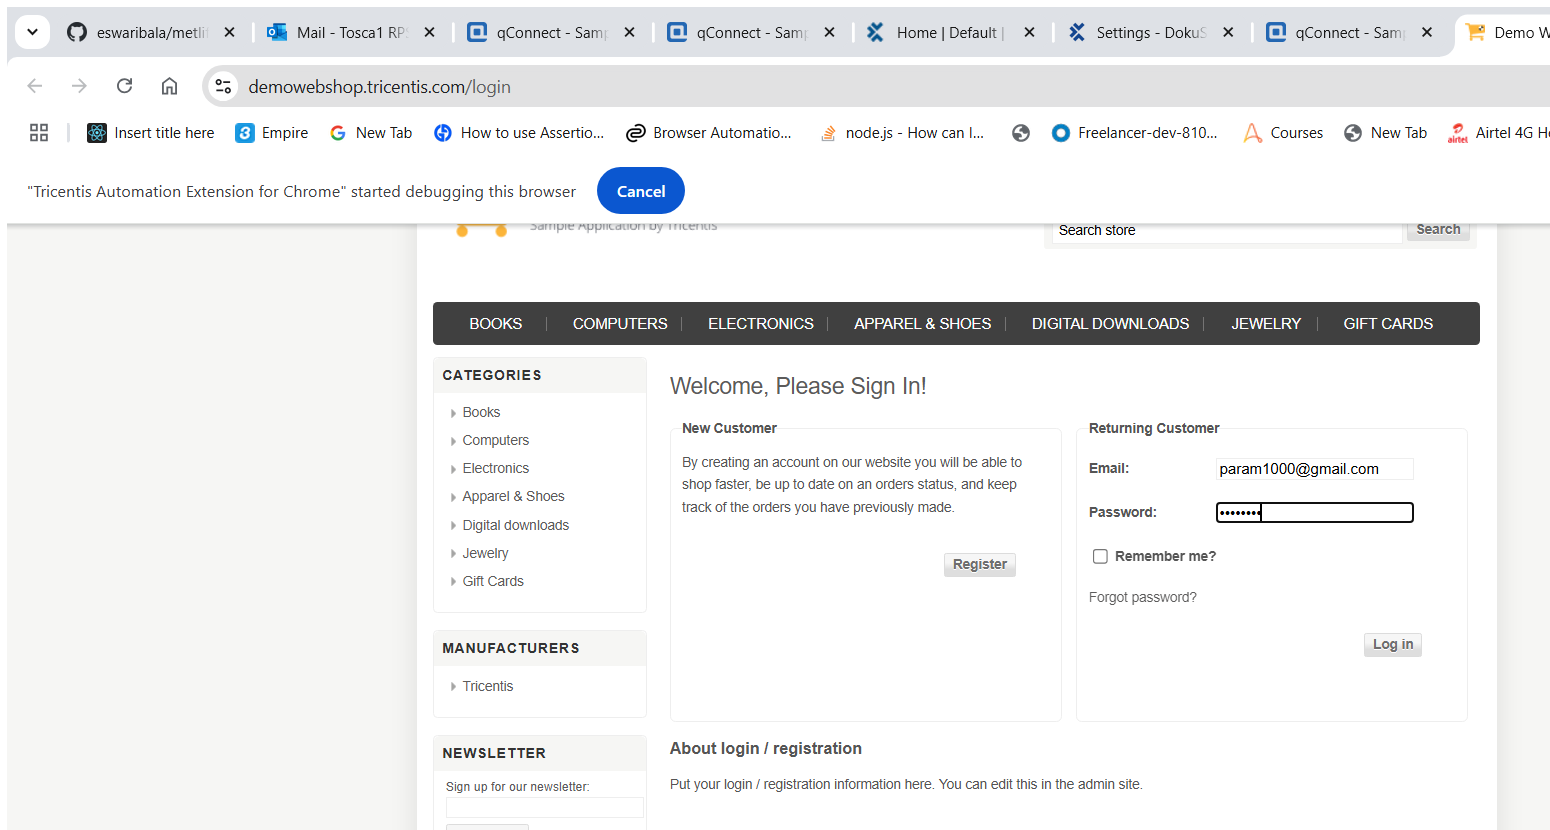 eswaribala/metlif
Mail - Tosca1 RPS
qConnect - Samp
qConnect - Samp
Home | Default |
Settings - DokuS
qConnect - Samp
Demo W
demowebshop.tricentis.com/login
Insert title here
Empire
New Tab
How to use Assertio...
Browser Automatio...
node.js - How can I...
Freelancer-dev-810...
Courses
New Tab
airtel
Airtel 4G Ho
"Tricentis Automation Extension for Chrome" started debugging this browser
Cancel
Sample Application by Tricentis
Search store
Search
BOOKS
COMPUTERS
ELECTRONICS
APPAREL & SHOES
DIGITAL DOWNLOADS
JEWELRY
GIFT CARDS
CATEGORIES
Books
Computers
Electronics
Apparel & Shoes
Digital downloads
Jewelry
Gift Cards
MANUFACTURERS
Tricentis
NEWSLETTER
Sign up for our newsletter:
Welcome, Please Sign In!
New Customer
By creating an account on our website you will be able to
shop faster, be up to date on an orders status, and keep
track of the orders you have previously made.
Register
Returning Customer
Email:
param1000@gmail.com
Password:
••••••••
Remember me?
Forgot password?
Log in
About login / registration
Put your login / registration information here. You can edit this in the admin site.